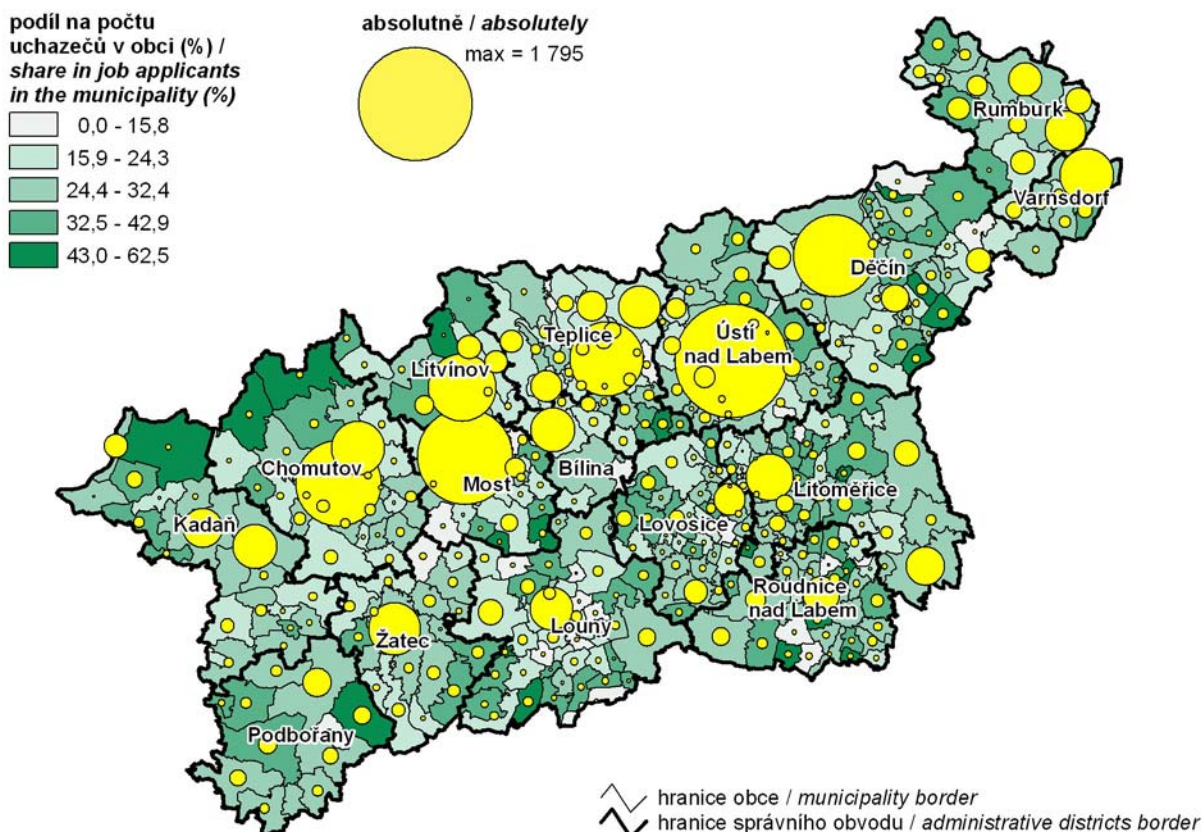 podíl na počtu
uchazečů v obci (%) /
share in job applicants
in the municipality (%)
0,0 - 15,8
15,9 - 24,3
24,4 - 32,4
32,5 - 42,9
43,0 - 62,5
absolutně / absolutely
max = 1 795
Rumburk
Varnsdorf
Děčín
Ústí
nad Labem
Teplice
Litvínov
Bílina
Most
Chomutov
Kadaň
Litoměřice
Lovosice
Roudnice
nad Labem
Louny
Žatec
Podbořany
hranice obce / municipality border
hranice správního obvodu / administrative districts border